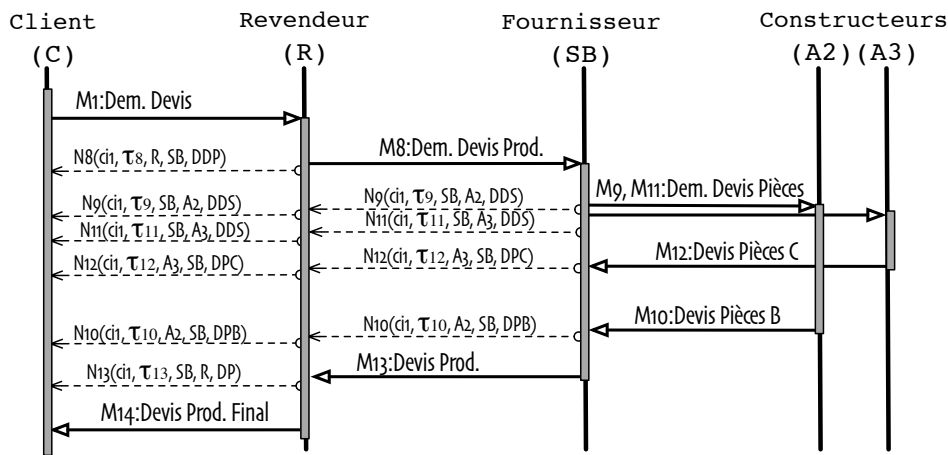 Client Revendeur Fournisseur Constructeurs
(C) (R) (SB) (A2) (A3)
M1:Dem. Devis
N8(ci1, τ8, R, SB, DDP)
M8:Dem. Devis Prod.
N9(ci1, τ9, SB, A2, DDS)
N9(ci1, τ9, SB, A2, DDS)
M9, M11:Dem. Devis Pièces
N11(ci1, τ11, SB, A3, DDS)
N11(ci1, τ11, SB, A3, DDS)
N12(ci1, τ12, A3, SB, DPC)
N12(ci1, τ12, A3, SB, DPC)
M12:Devis Pièces C
N10(ci1, τ10, A2, SB, DPB)
N10(ci1, τ10, A2, SB, DPB)
M10:Devis Pièces B
N13(ci1, τ13, SB, R, DP)
M13:Devis Prod.
M14:Devis Prod. Final